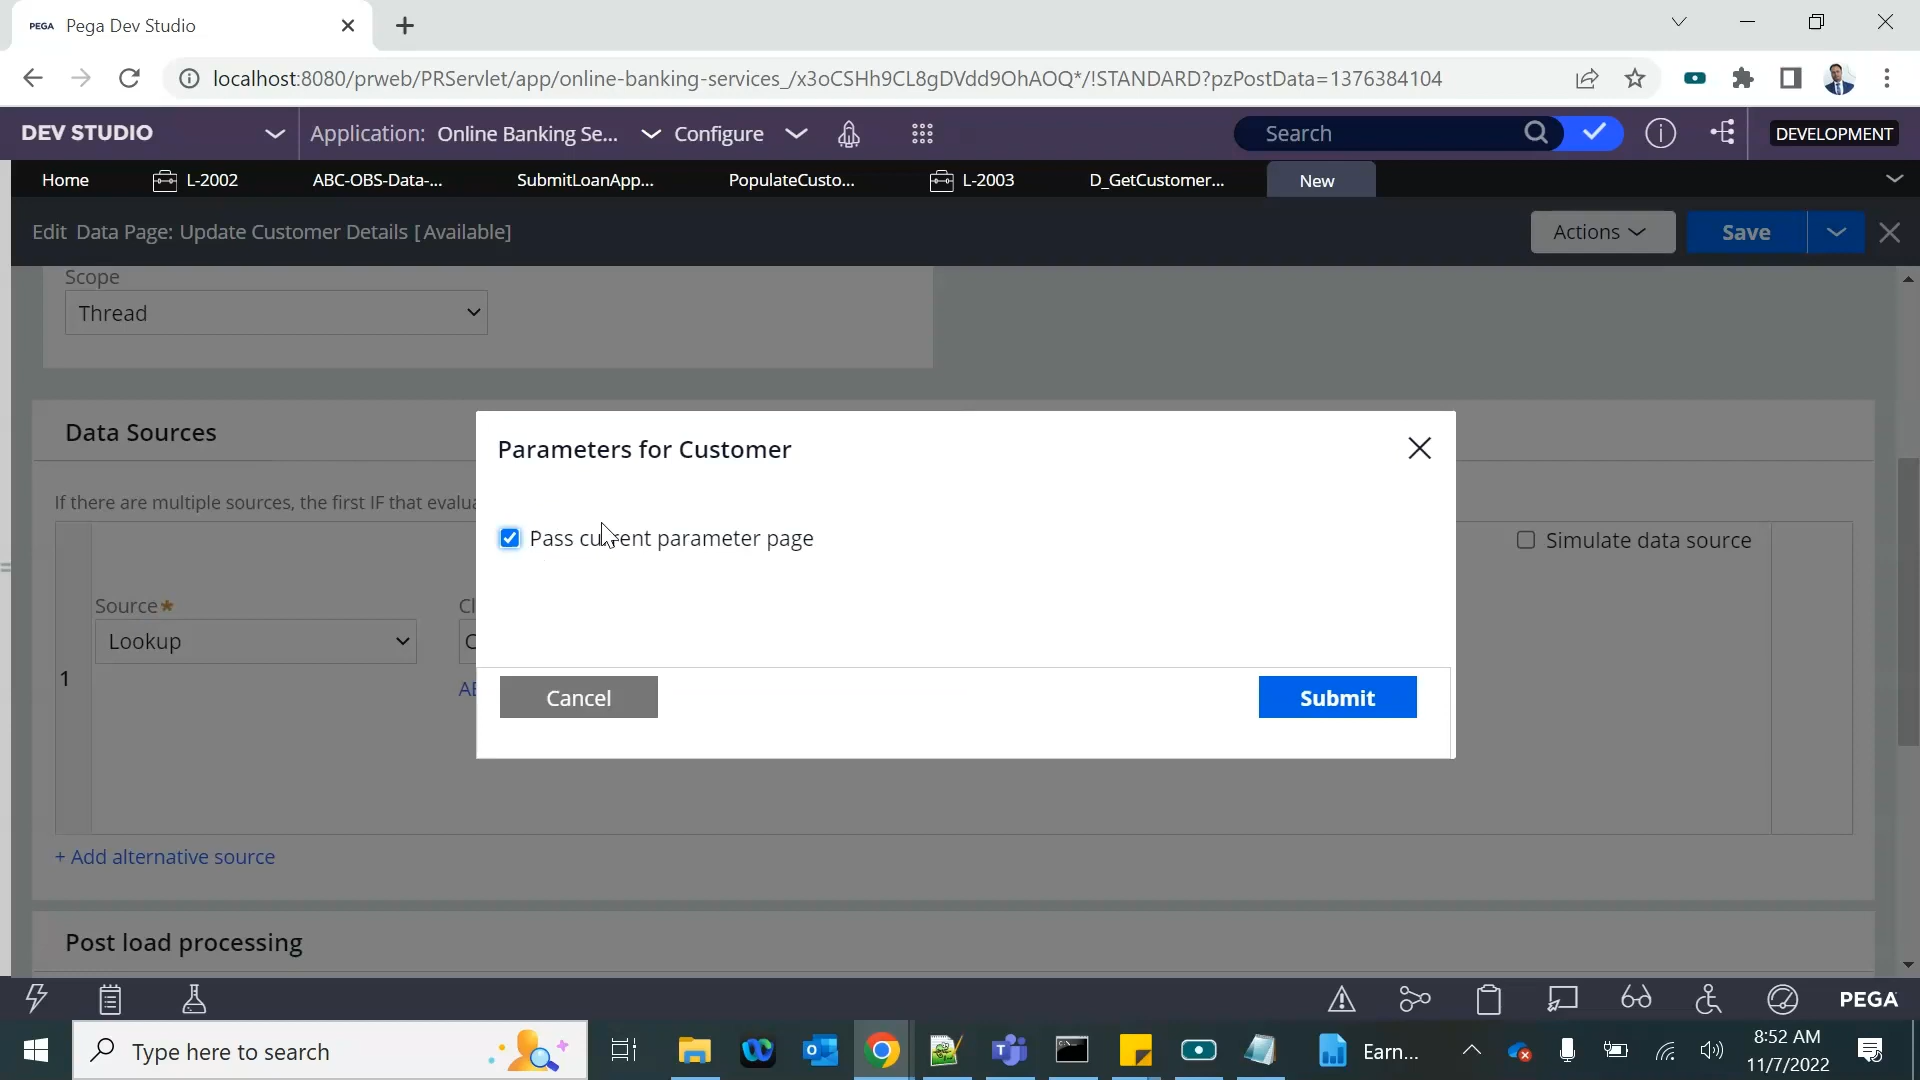 PEGA Pega Dev Studio
localhost:8080/prweb/PRServlet/app/online-banking-services_/x3oCSHh9CL8gDVdd9OhAOQ*/!STANDARD?pzPostData=1376384104
DEV STUDIO Application: Online Banking Se... Configure Search DEVELOPMENT
Home L-2002 ABC-OBS-Data-... SubmitLoanApp... PopulateCusto... L-2003 D_GetCustomer... New
Edit Data Page: Update Customer Details [Available] Actions Save
Scope
Thread
Data Sources
Parameters for Customer
If there are multiple sources, the first IF that evalua
Pass current parameter page
Simulate data source
Source*
Cl
Lookup
C
1
AB
Cancel Submit
+ Add alternative source
Post load processing
PEGA
Type here to search
Earn...
8:52 AM
11/7/2022